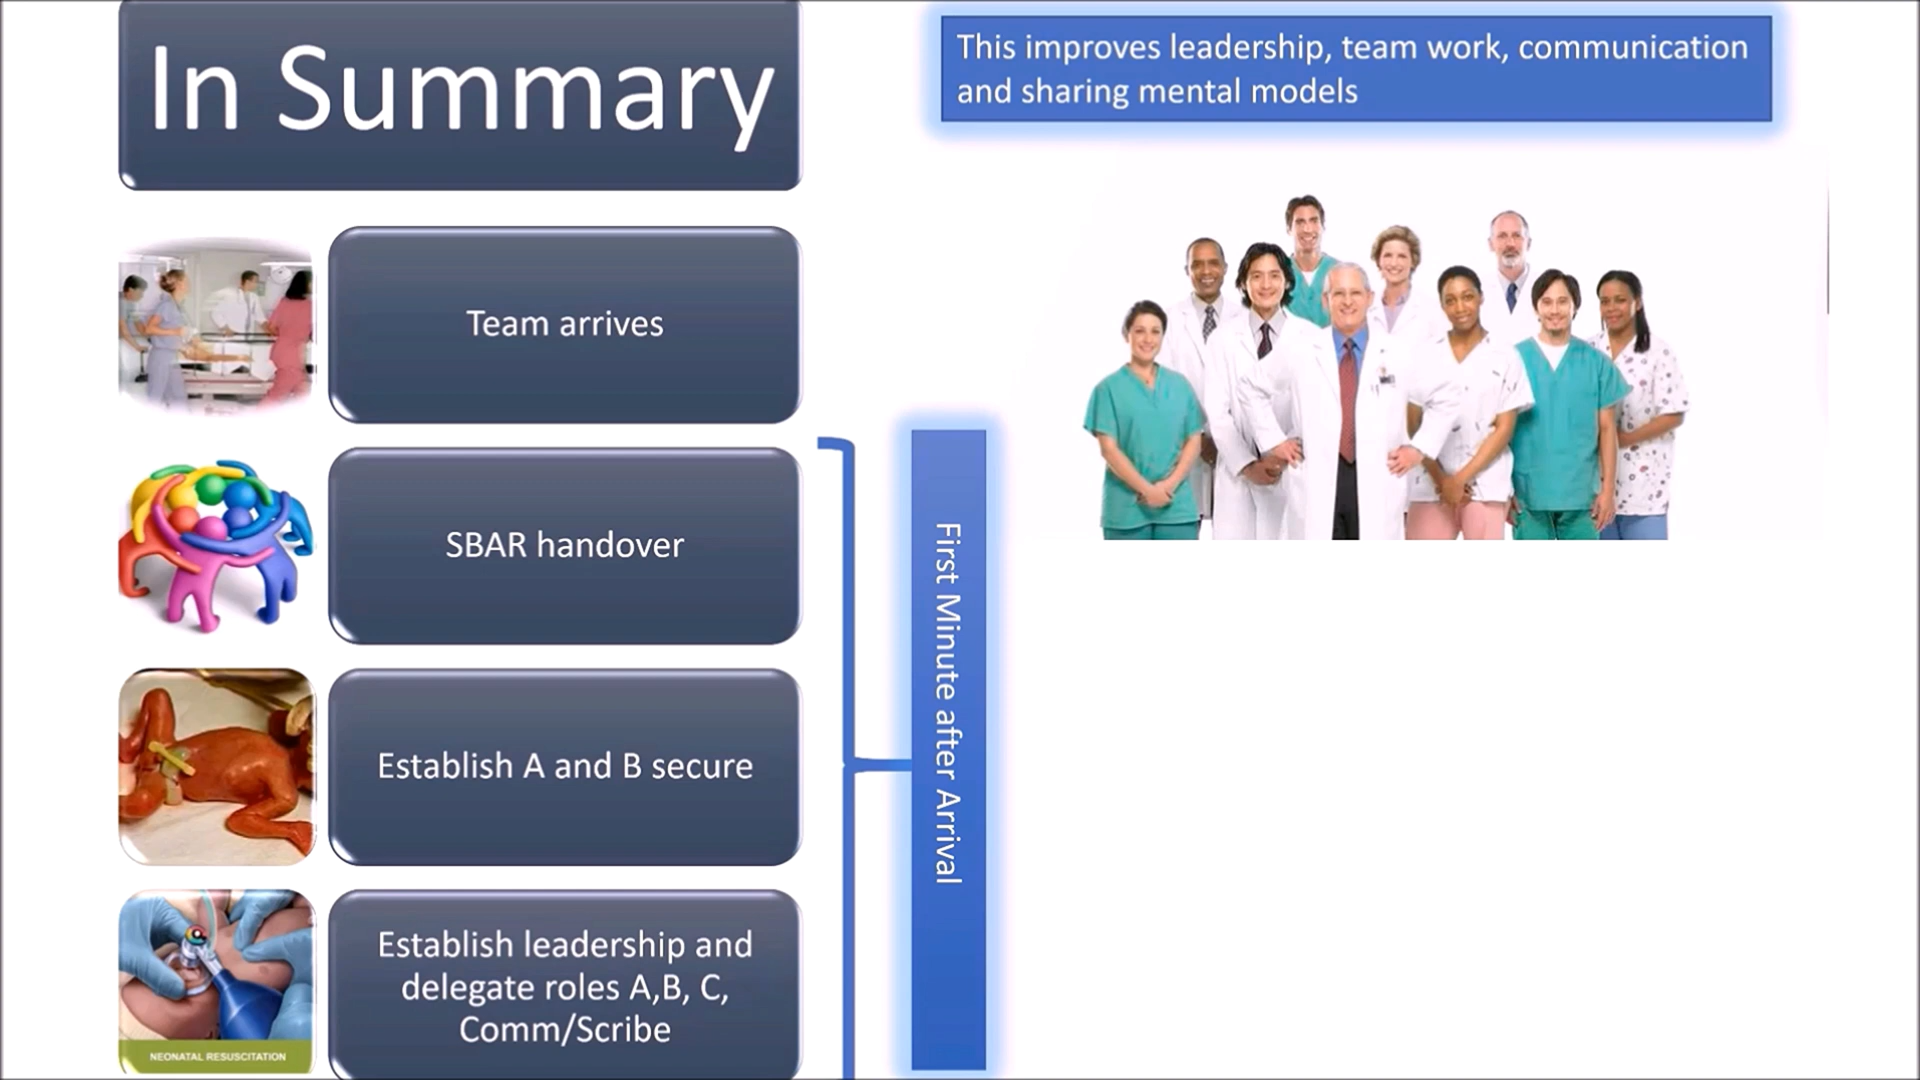 In Summary
This improves leadership, team work, communication
and sharing mental models
Team arrives
SBAR handover
Establish A and B secure
Establish leadership and
delegate roles A,B, C,
Comm/Scribe
First Minute after Arrival
NEONATAL RESUSCITATION